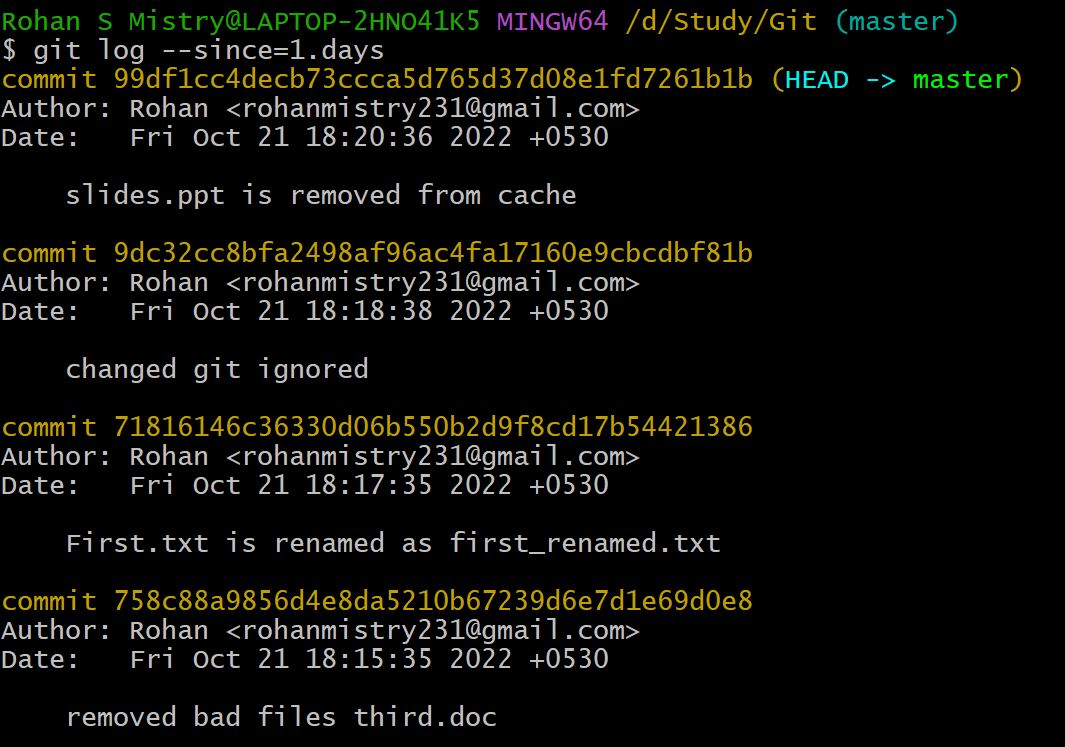 Rohan S Mistry@LAPTOP-2HNO41K5 MINGW64 /d/Study/Git (master)
$ git log --since=1.days
commit 99df1cc4decb73ccca5d765d37d08e1fd7261b1b (HEAD -> master)
Author: Rohan <rohanmistry231@gmail.com>
Date:   Fri Oct 21 18:20:36 2022 +0530
slides.ppt is removed from cache
commit 9dc32cc8bfa2498af96ac4fa17160e9cbcdbf81b
Author: Rohan <rohanmistry231@gmail.com>
Date:   Fri Oct 21 18:18:38 2022 +0530
changed git ignored
commit 71816146c36330d06b550b2d9f8cd17b54421386
Author: Rohan <rohanmistry231@gmail.com>
Date:   Fri Oct 21 18:17:35 2022 +0530
First.txt is renamed as first_renamed.txt
commit 758c88a9856d4e8da5210b67239d6e7d1e69d0e8
Author: Rohan <rohanmistry231@gmail.com>
Date:   Fri Oct 21 18:15:35 2022 +0530
removed bad files third.doc